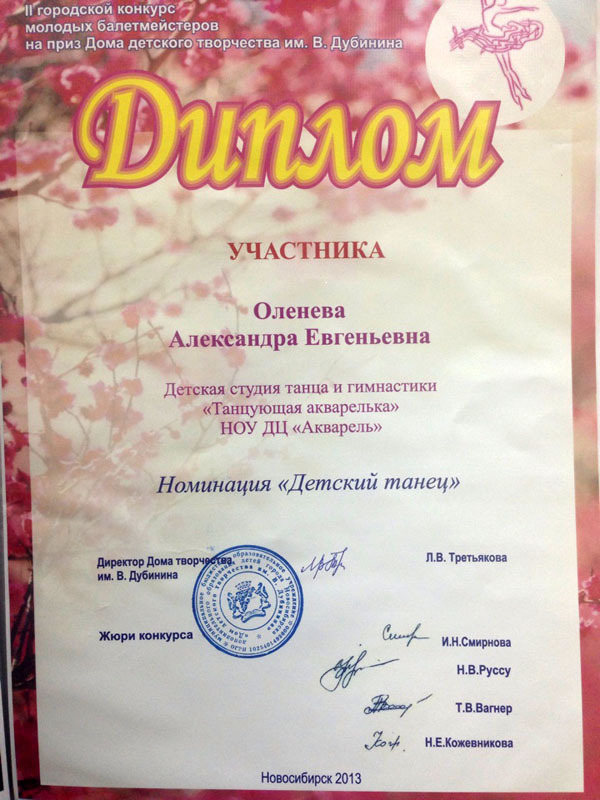 II городской конкурс
молодых балетмейстеров
на приз Дома детского творчества им. В. Дубинина
Диплом
УЧАСТНИКА
Оленева
Александра Евгеньевна
Детская студия танца и гимнастики
«Танцующая акварелька»
НОУ ДЦ «Акварель»
Номинация «Детский танец»
Директор Дома творчества
им. В. Дубинина
Л.В. Третьякова
Жюри конкурса
И.Н.Смирнова
Н.В.Руссу
Т.В.Вагнер
Н.Е.Кожевникова
Новосибирск 2013